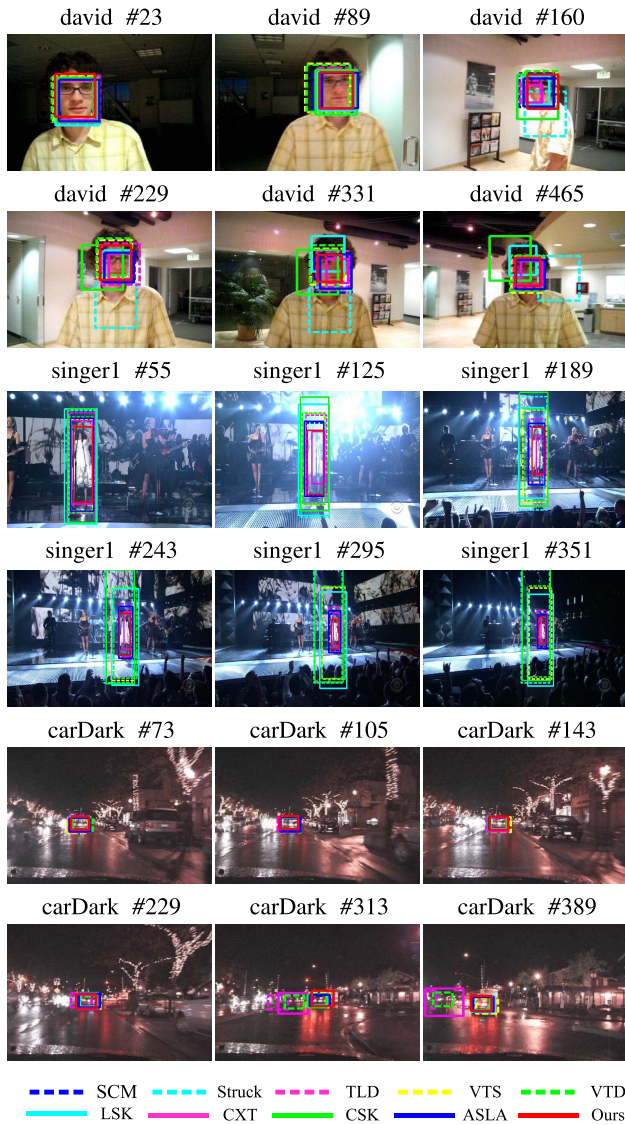 david #23 david #89 david #160
david #229 david #331 david #465
singer1 #55 singer1 #125 singer1 #189
singer1 #243 singer1 #295 singer1 #351
carDark #73 carDark #105 carDark #143
carDark #229 carDark #313 carDark #389
SCM Struck TLD VTS VTD
LSK CXT CSK ASLA Ours